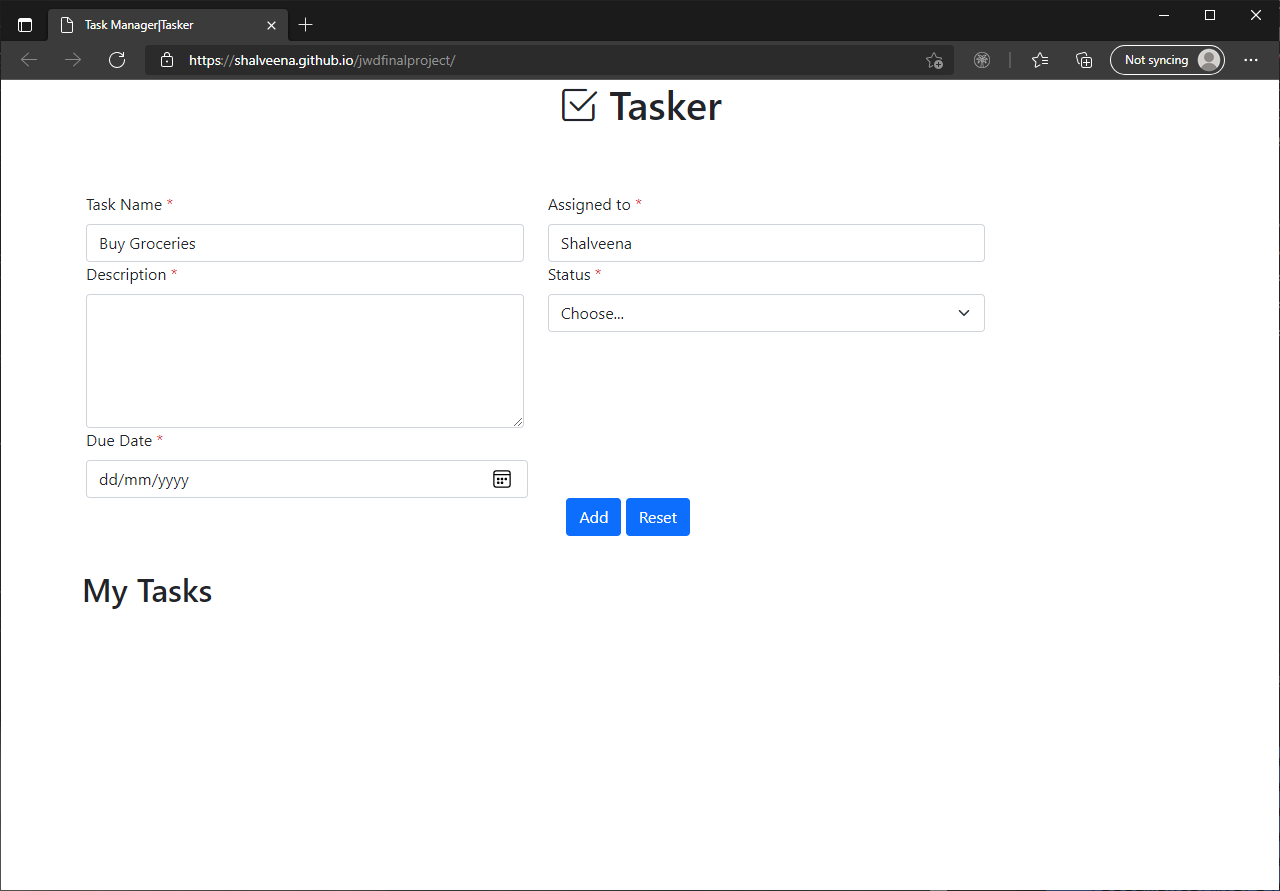 Task Manager|Tasker
https://shalveena.github.io/jwdfinalproject/
Not syncing
Tasker
Task Name *
Assigned to *
Buy Groceries
Shalveena
Description *
Status *
Choose...
Due Date *
dd/mm/yyyy
Add
Reset
My Tasks